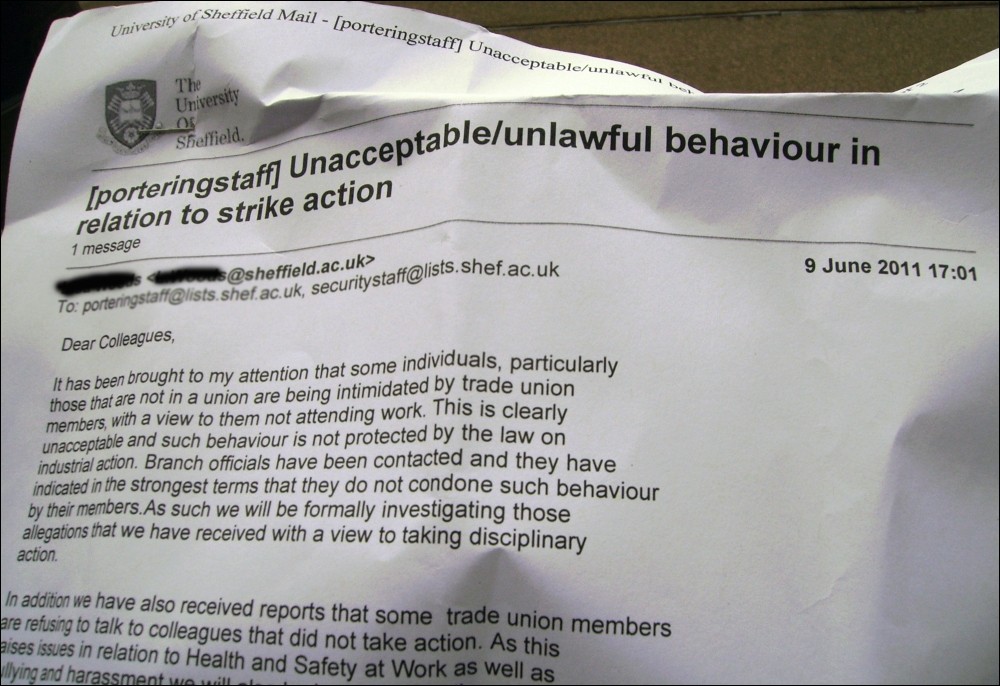 University of Sheffield Mail - [porteringstaff] Unacceptable/unlawful
The
University
Of
Sheffield.
[porteringstaff] Unacceptable/unlawful behaviour in
relation to strike action
1 message
@sheffield.ac.uk>
9 June 2011 17:01
To: porteringstaff@lists.shef.ac.uk, securitystaff@lists.shef.ac.uk
Dear Colleagues,
It has been brought to my attention that some individuals, particularly
those that are not in a union are being intimidated by trade union
members, with a view to them not attending work. This is clearly
unacceptable and such behaviour is not protected by the law on
industrial action. Branch officials have been contacted and they have
indicated in the strongest terms that they do not condone such behaviour
by their members.As such we will be formally investigating those
allegations that we have received with a view to taking disciplinary
action.
In addition we have also received reports that some trade union members
are refusing to talk to colleagues that did not take action. As this
aises issues in relation to Health and Safety at Work as well as
ullying and harassment we will